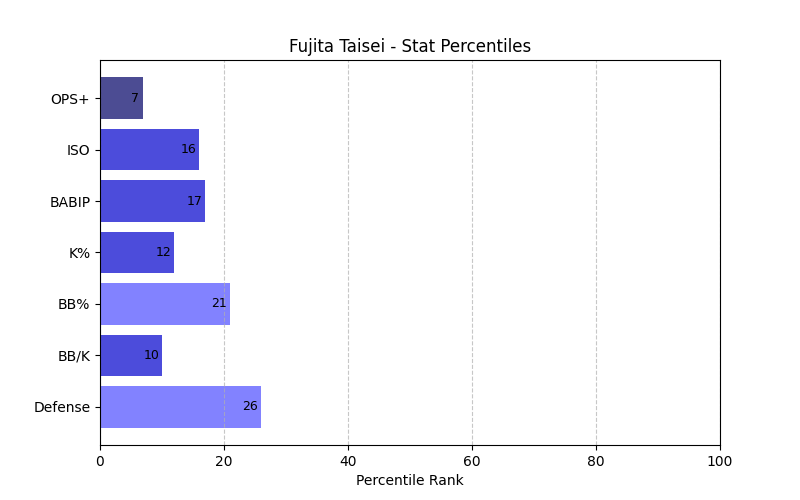 Fujita Taisei - Stat Percentiles
OPS+ 7
ISO 16
BABIP 17
K% 12
BB% 21
BB/K 10
Defense 26
0 20 40 60 80 100
Percentile Rank